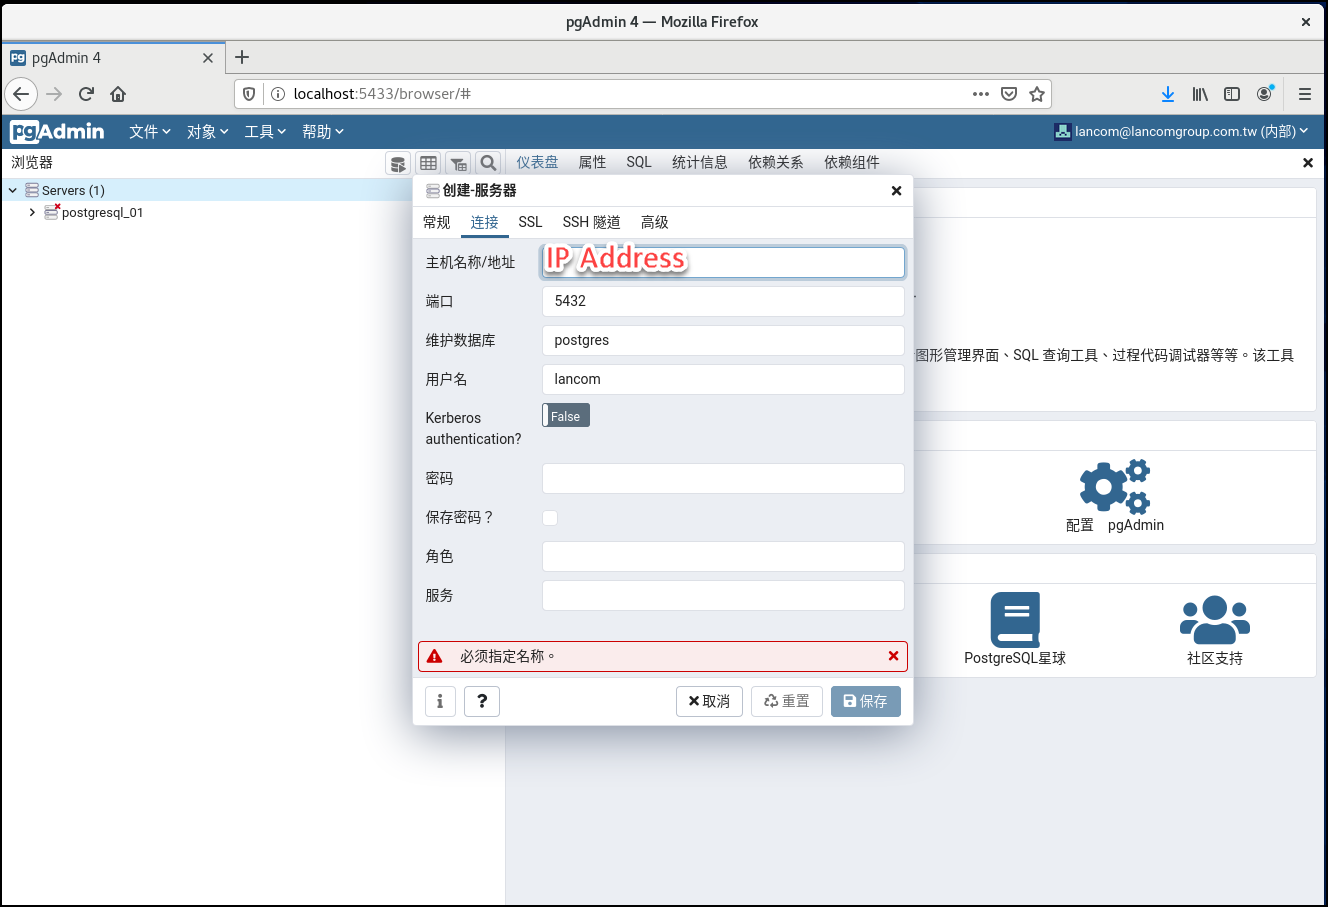 pgAdmin 4 — Mozilla Firefox
pgAdmin 4
localhost:5433/browser/#
pgAdmin 文件 对象 工具 帮助 lancom@lancomgroup.com.tw (内部)
浏览器 仪表盘 属性 SQL 统计信息 依赖关系 依赖组件
Servers (1)
postgresql_01
创建-服务器
常规 连接 SSL SSH 隧道 高级
主机名称/地址 IP Address
端口 5432
维护数据库 postgres
图形管理界面、SQL 查询工具、过程代码调试器等等。该工具
用户名 lancom
Kerberos
authentication?
False
密码
保存密码？
角色
服务
必须指定名称。
i ? 取消 重置 保存
配置 pgAdmin
PostgreSQL星球 社区支持